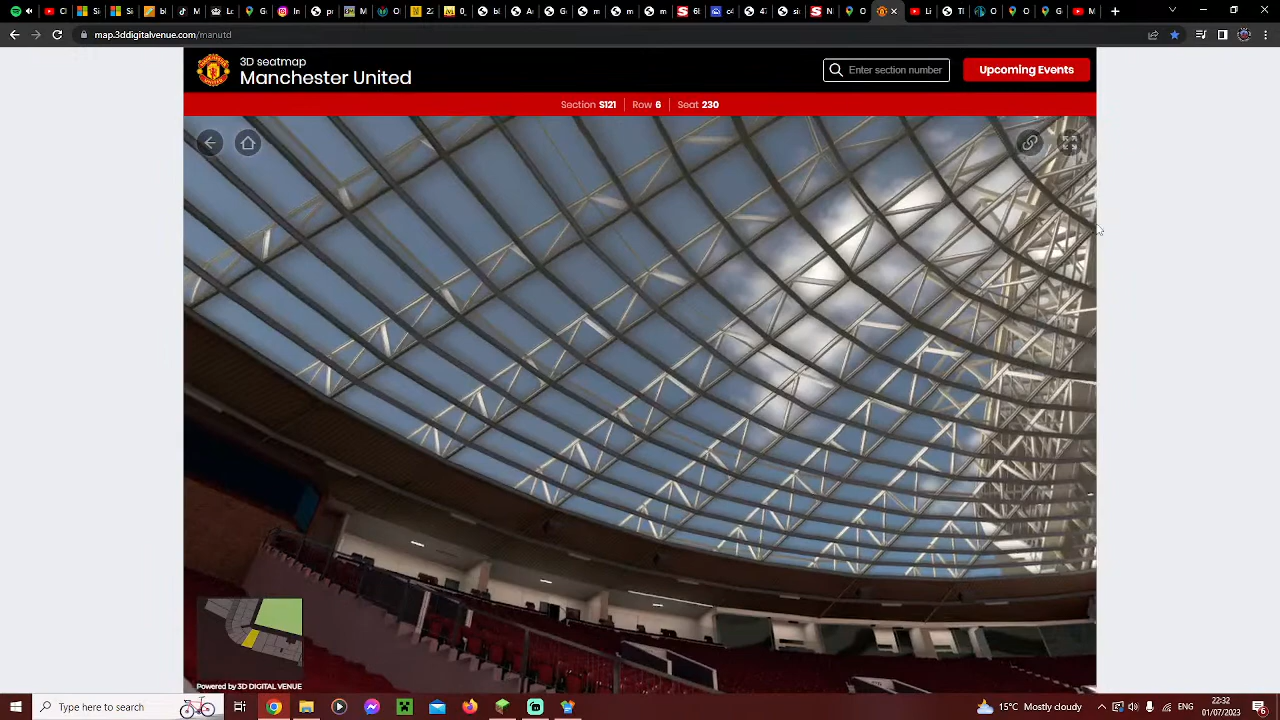 map.3ddigitalvenue.com/manutd
3D seatmap
Manchester United
Enter section number
Upcoming Events
Section S121 Row 6 Seat 230
Powered by 3D DIGITAL VENUE
Type here to search
15°C Mostly cloudy
ENG
22:32
01/07/2023